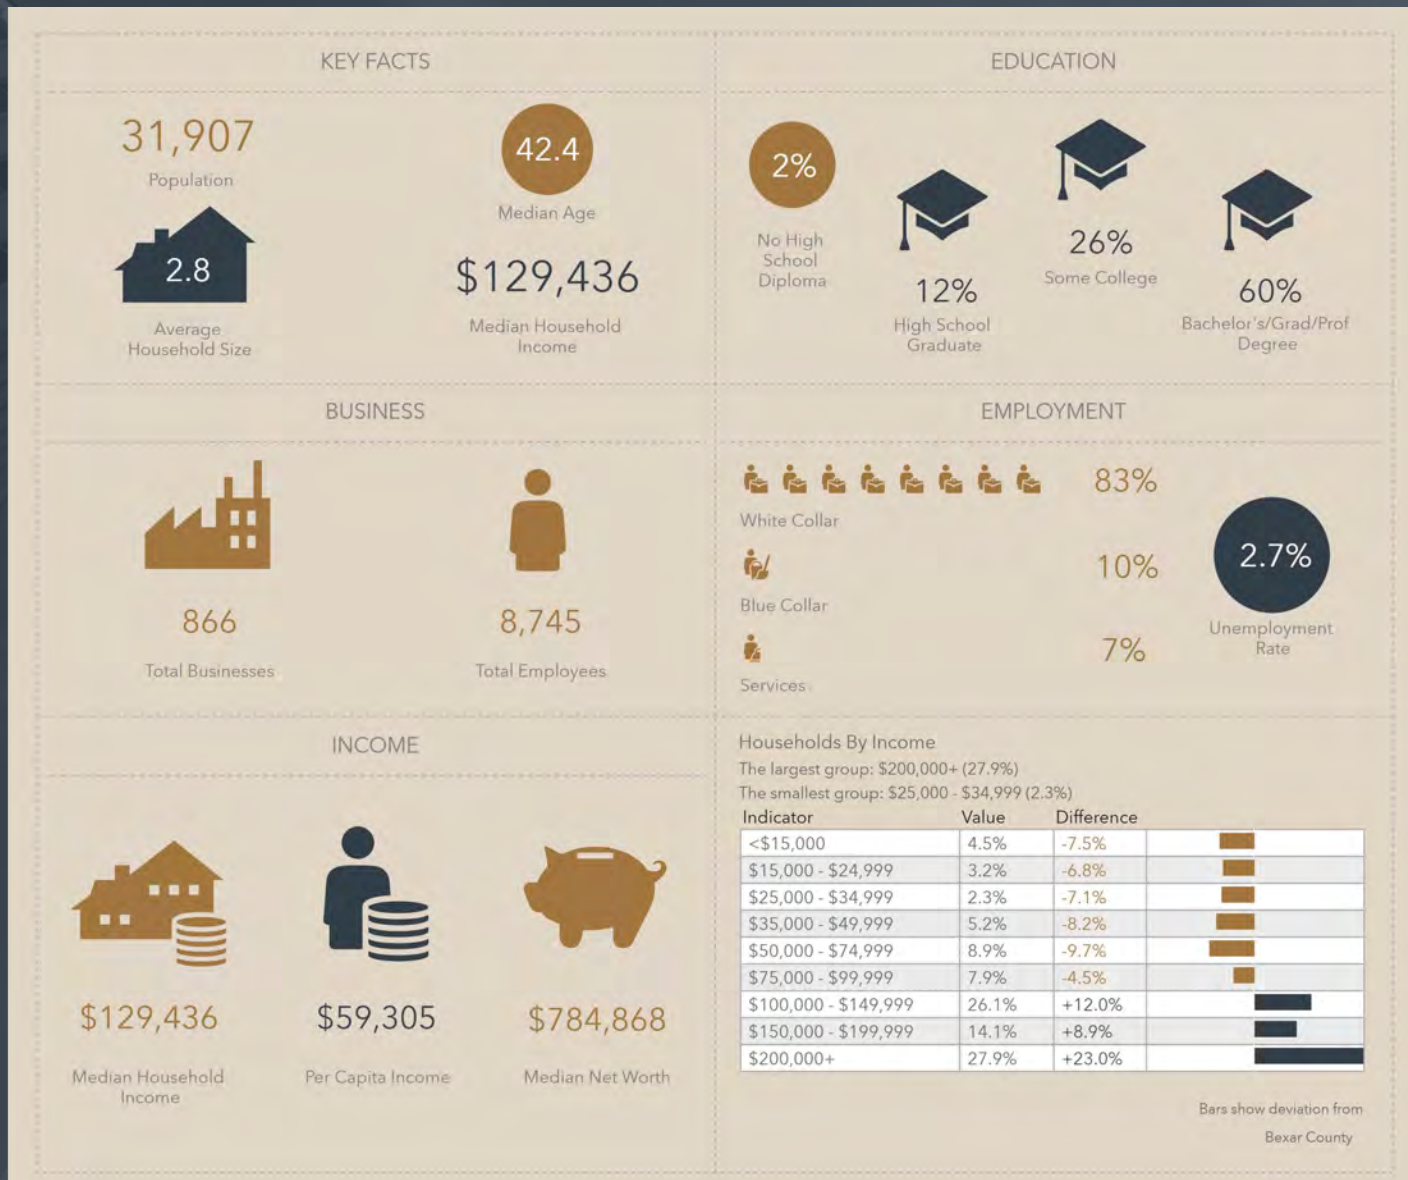 KEY FACTS
31,907
Population
42.4
Median Age
2.8
Average
Household Size
$129,436
Median Household
Income
EDUCATION
2%
No High
School
Diploma
12%
High School
Graduate
26%
Some College
60%
Bachelor's/Grad/Prof
Degree
BUSINESS
866
Total Businesses
8,745
Total Employees
EMPLOYMENT
83%
White Collar
10%
Blue Collar
7%
Services
2.7%
Unemployment
Rate
INCOME
$129,436
Median Household
Income
$59,305
Per Capita Income
$784,868
Median Net Worth
Households By Income
The largest group: $200,000+ (27.9%)
The smallest group: $25,000 - $34,999 (2.3%)
Indicator Value Difference
<$15,000 4.5% -7.5%
$15,000 - $24,999 3.2% -6.8%
$25,000 - $34,999 2.3% -7.1%
$35,000 - $49,999 5.2% -8.2%
$50,000 - $74,999 8.9% -9.7%
$75,000 - $99,999 7.9% -4.5%
$100,000 - $149,999 26.1% +12.0%
$150,000 - $199,999 14.1% +8.9%
$200,000+ 27.9% +23.0%
Bars show deviation from
Bexar County